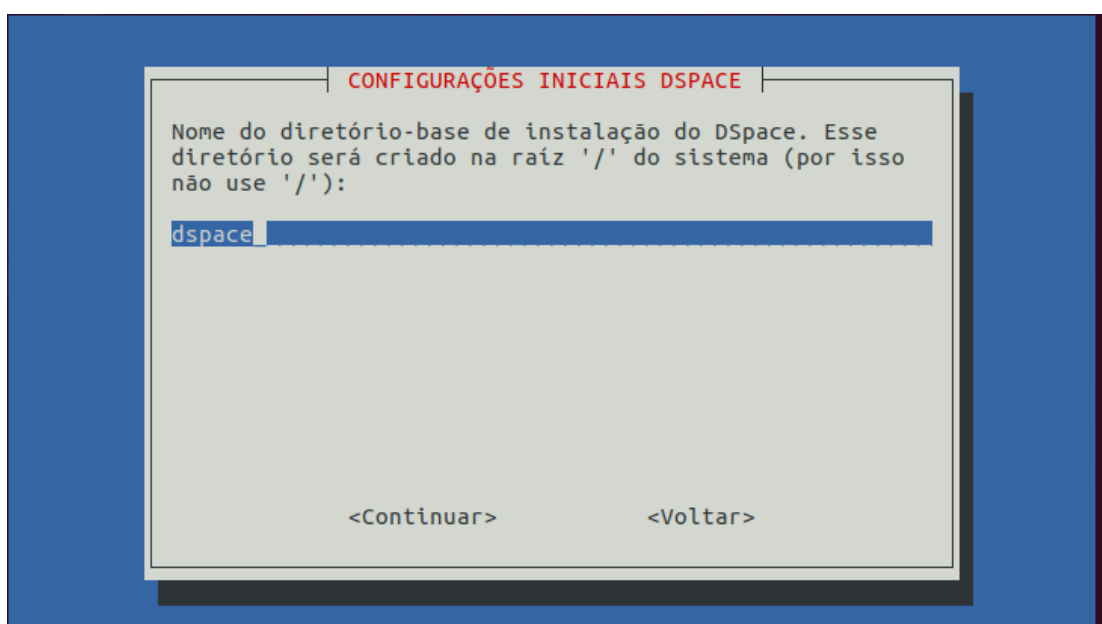 CONFIGURAÇÕES INICIAIS DSPACE
Nome do diretório-base de instalação do DSpace. Esse
diretório será criado na raíz '/' do sistema (por isso
não use '/'):
dspace_
<Continuar> <Voltar>